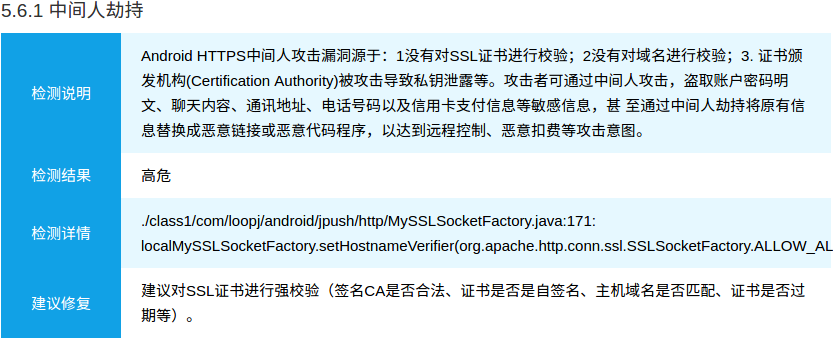 5.6.1 中间人劫持
检测说明
Android HTTPS中间人攻击漏洞源于：1没有对SSL证书进行校验；2没有对域名进行校验；3. 证书颁
发机构(Certification Authority)被攻击导致私钥泄露等。攻击者可通过中间人攻击，盗取账户密码明
文、聊天内容、通讯地址、电话号码以及信用卡支付信息等敏感信息，甚 至通过中间人劫持将原有信
息替换成恶意链接或恶意代码程序，以达到远程控制、恶意扣费等攻击意图。
检测结果
高危
检测详情
./class1/com/loopj/android/jpush/http/MySSLSocketFactory.java:171:
localMySSLSocketFactory.setHostnameVerifier(org.apache.http.conn.ssl.SSLSocketFactory.ALLOW_AL
建议修复
建议对SSL证书进行强校验（签名CA是否合法、证书是否是自签名、主机域名是否匹配、证书是否过
期等）。